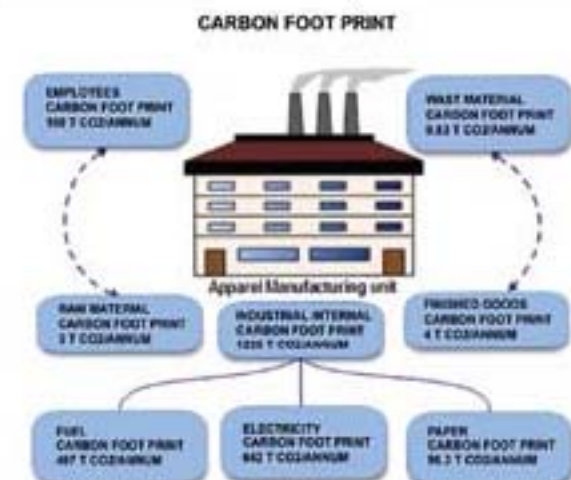 CARBON FOOT PRINT
EMPLOYEES
CARBON FOOT PRINT
T CO2/ANNUM
WAST MATERIAL
CARBON FOOT PRINT
T CO2/ANNUM
Apparel Manufacturing unit
RAW MATERIAL
CARBON FOOT PRINT
T CO2/ANNUM
INDUSTRIAL INTERNAL
CARBON FOOT PRINT
T CO2/ANNUM
FINISHED GOODS
CARBON FOOT PRINT
4 T CO2/ANNUM
FUEL
CARBON FOOT PRINT
T CO2/ANNUM
ELECTRICITY
CARBON FOOT PRINT
T CO2/ANNUM
PAPER
CARBON FOOT PRINT
T CO2/ANNUM